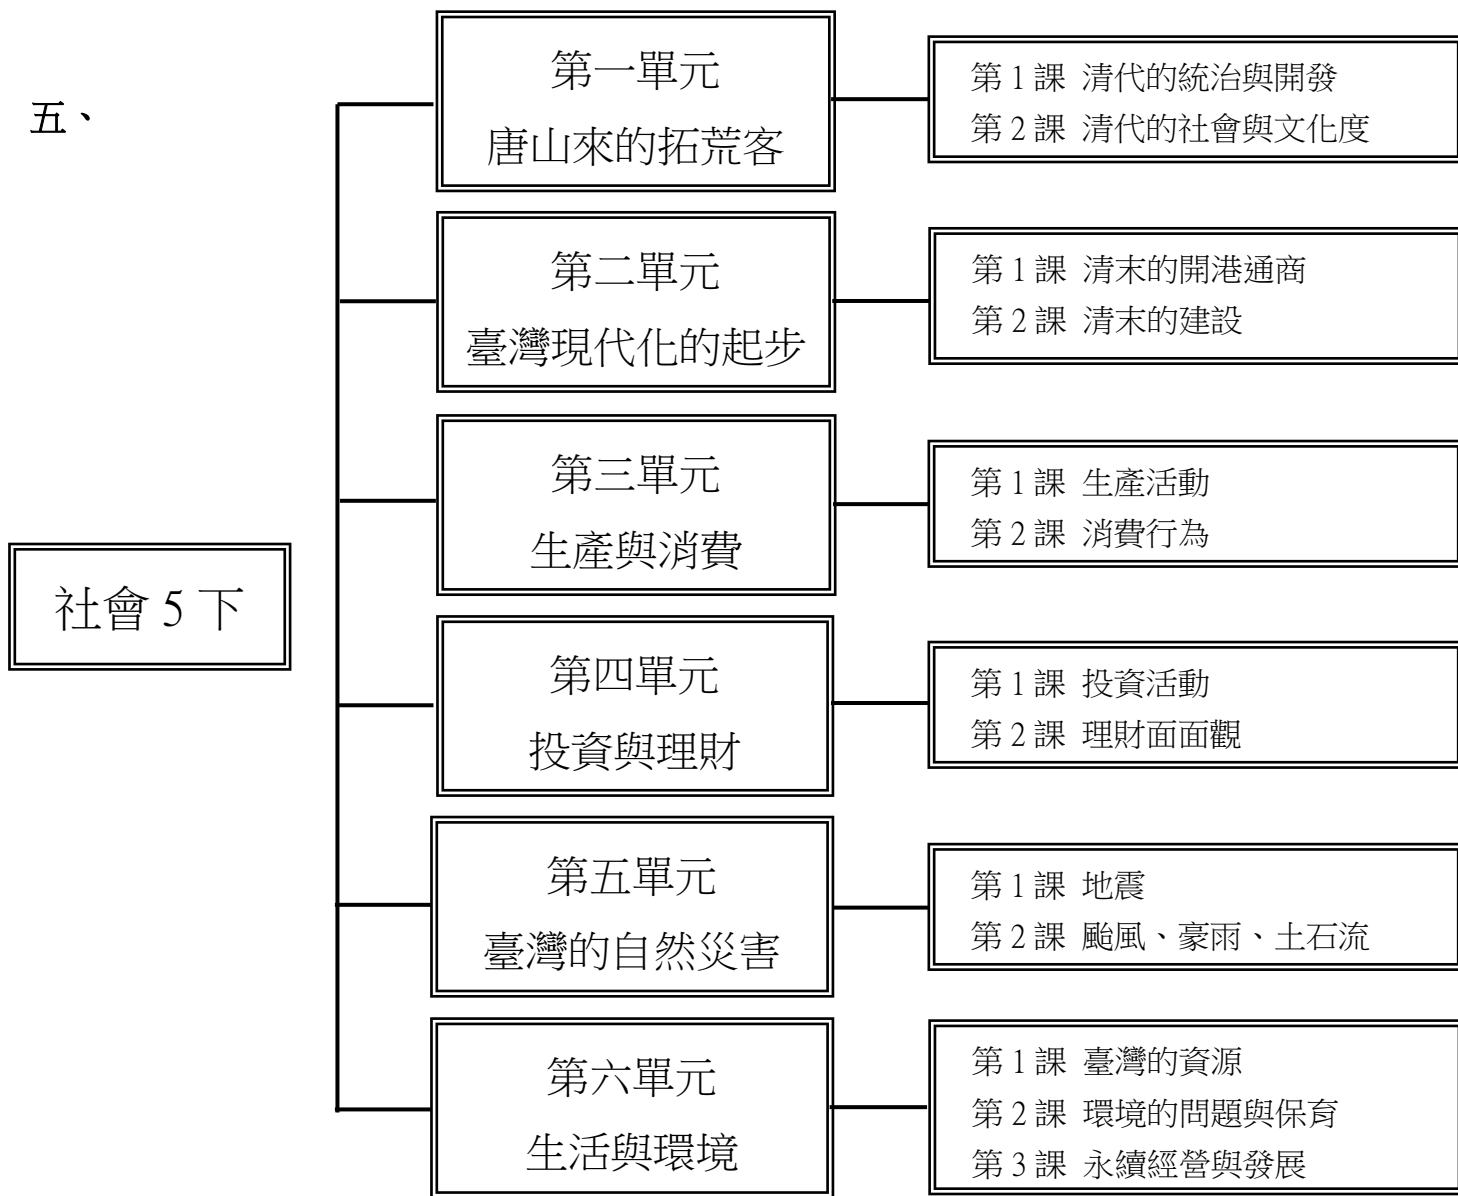 五、
社會 5 下
第一單元
唐山來的拓荒客
第 1 課 清代的統治與開發
第 2 課 清代的社會與文化度
第二單元
臺灣現代化的起步
第 1 課 清末的開港通商
第 2 課 清末的建設
第三單元
生產與消費
第 1 課 生產活動
第 2 課 消費行為
第四單元
投資與理財
第 1 課 投資活動
第 2 課 理財面面觀
第五單元
臺灣的自然災害
第 1 課 地震
第 2 課 颱風、豪雨、土石流
第六單元
生活與環境
第 1 課 臺灣的資源
第 2 課 環境的問題與保育
第 3 課 永續經營與發展